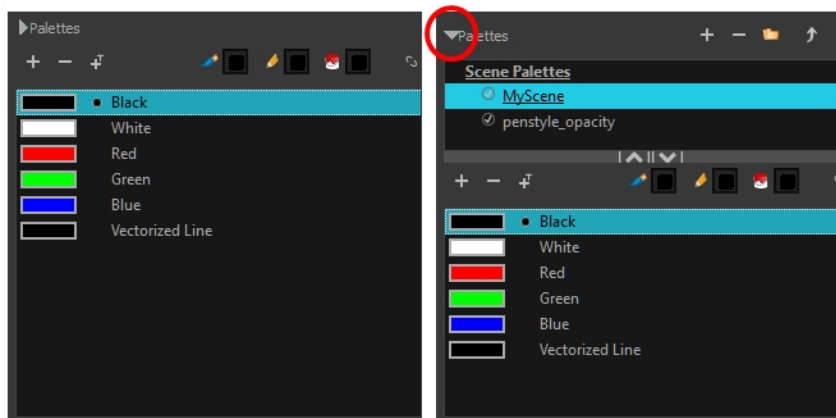 Palettes
Black
White
Red
Green
Blue
Vectorized Line
Palettes
Scene Palettes
MyScene
penstyle_opacity
Black
White
Red
Green
Blue
Vectorized Line